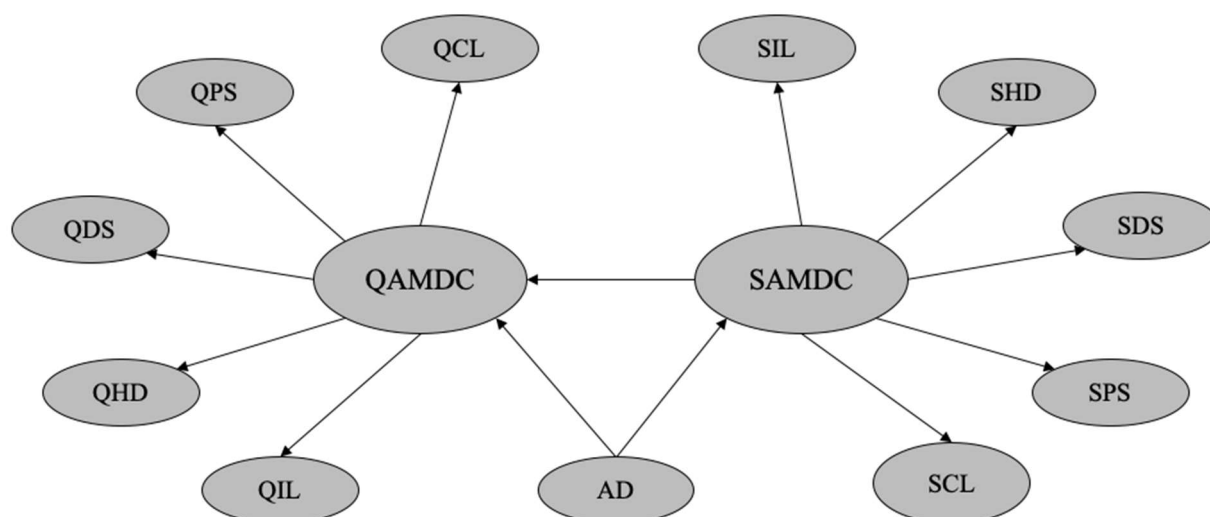 QCL
SIL
QPS
SHD
QDS
SDS
QAMDC
SAMDC
QHD
SPS
QIL
AD
SCL